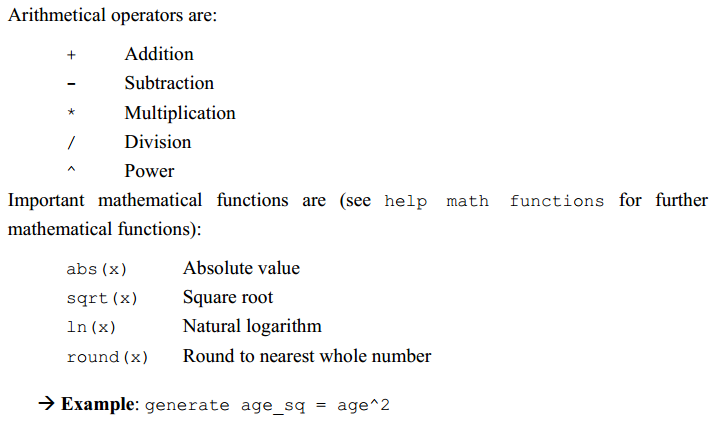 Arithmetical operators are:
+ Addition
- Subtraction
* Multiplication
/ Division
^ Power
Important mathematical functions are (see help math functions for further
mathematical functions):
abs(x) Absolute value
sqrt(x) Square root
ln(x) Natural logarithm
round(x) Round to nearest whole number
→ Example: generate age_sq = age^2